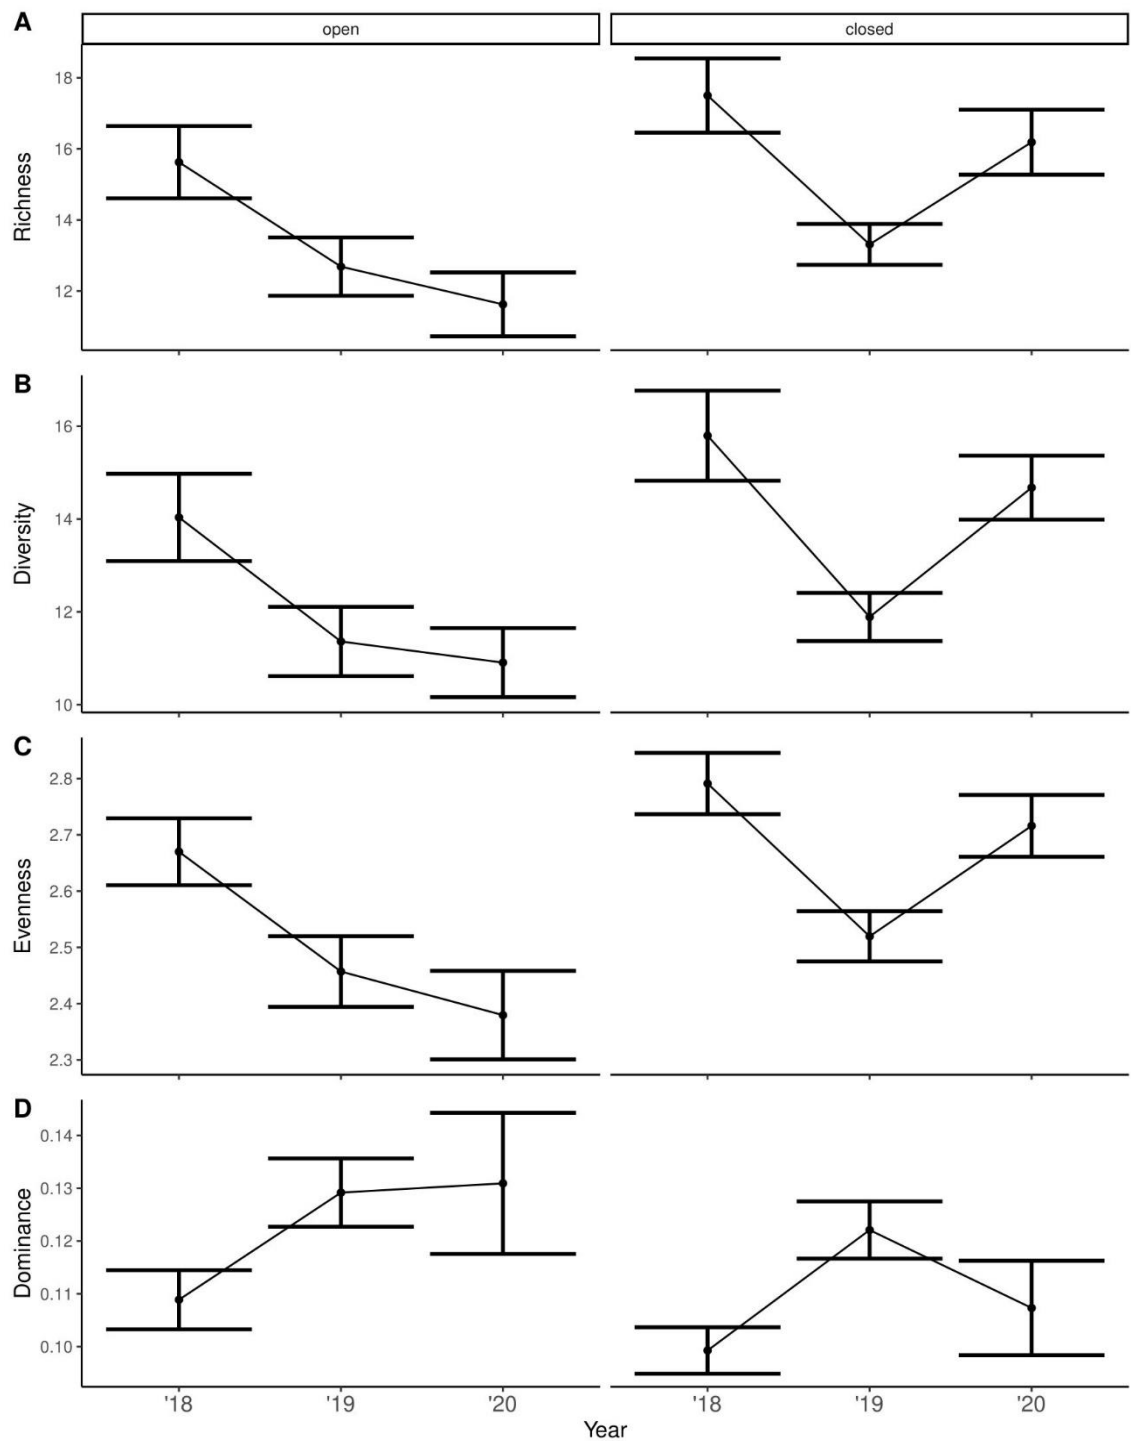 A
open closed
18
16
14
12
Richness
B
16
14
12
10
Diversity
C
2.8
2.7
2.6
2.5
2.4
2.3
Evenness
D
0.14
0.13
0.12
0.11
0.10
Dominance
'18 '19 '20 '18 '19 '20
Year